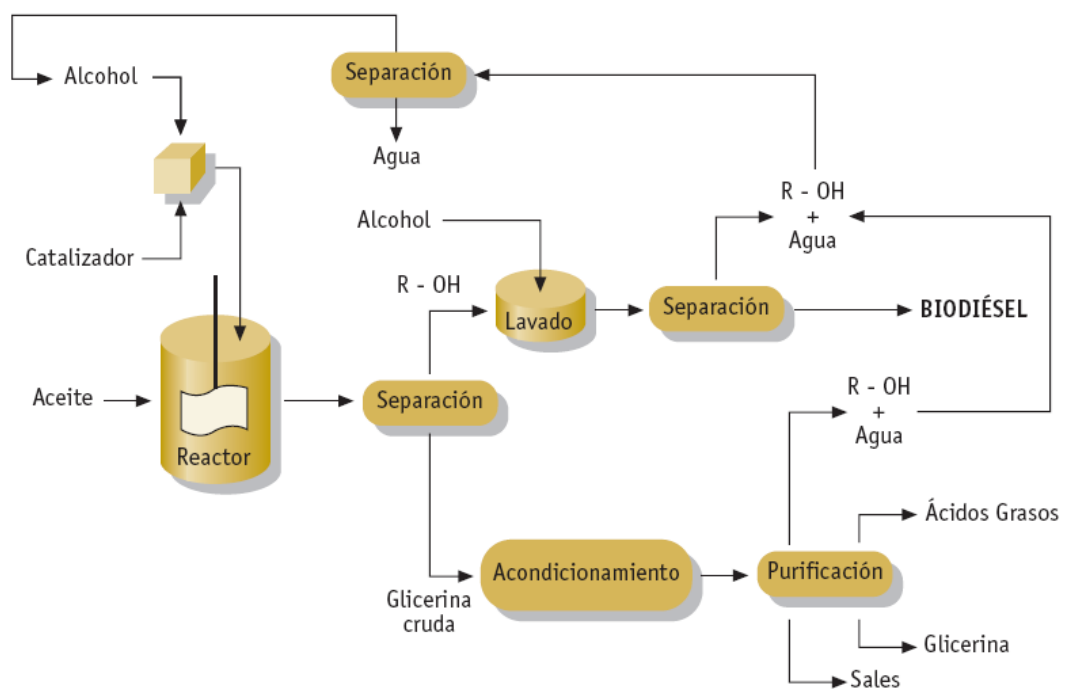 Separación
Alcohol
Agua
R - OH
+
Agua
Alcohol
Catalizador
R - OH
Lavado
Separación
BIODIÉSEL
Aceite
Reactor
Separación
R - OH
+
Agua
Ácidos Grasos
Acondicionamiento
Purificación
Glicerina
cruda
Glicerina
Sales